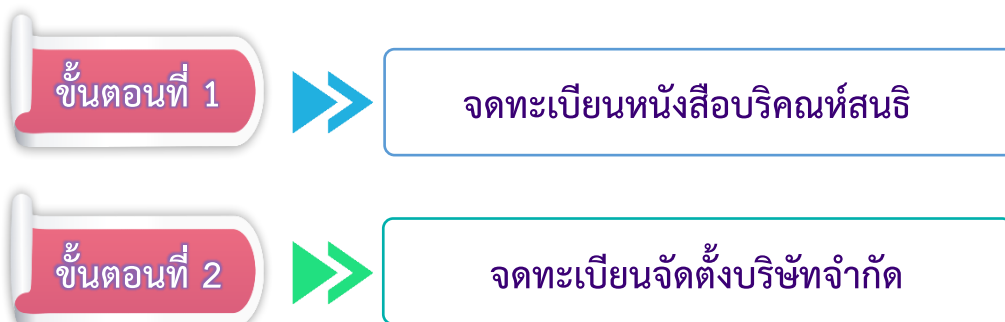 ขั้นตอนที่ 1
จดทะเบียนหนังสือบริคณห์สนธิ
ขั้นตอนที่ 2
จดทะเบียนจัดตั้งบริษัทจำกัด